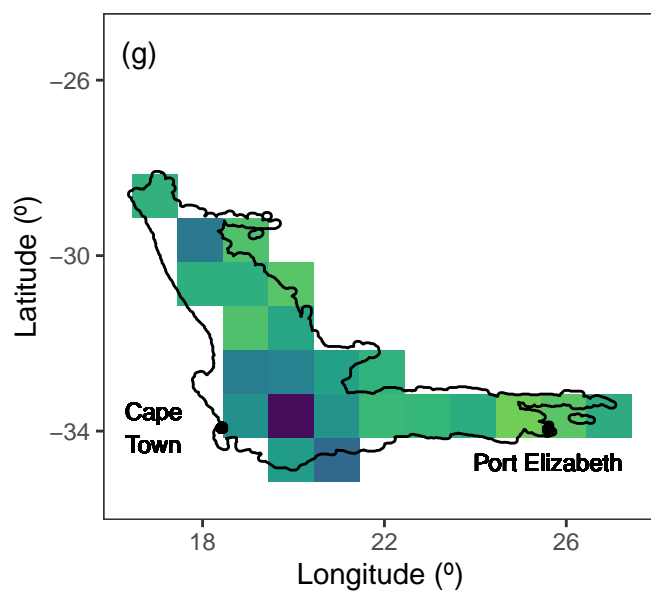 (g)
−26
−30
−34
Latitude (º)
Cape
Town
Port Elizabeth
18
22
26
Longitude (º)